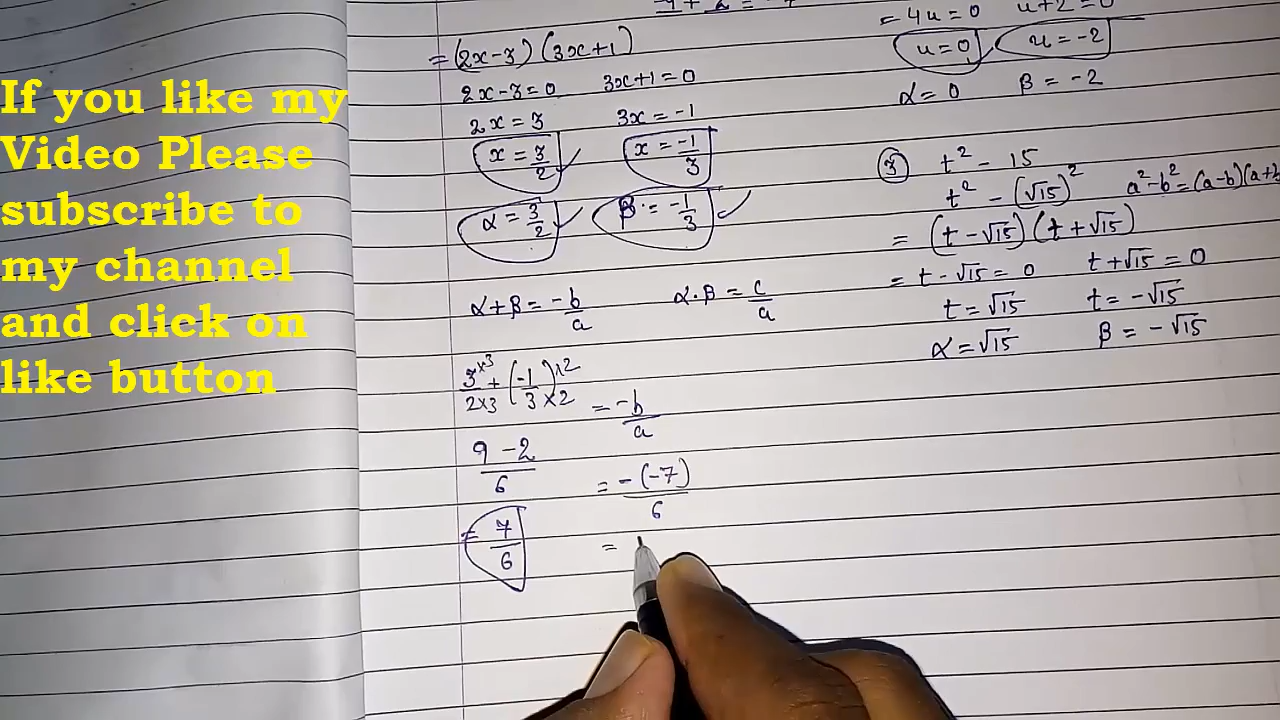 If you like my
Video Please
subscribe to
my channel
and click on
like button
= (2x-3) (3x+1)
2x-3=0 3x+1=0
2x = 3 3x = -1
x = 3/2 x = -1/3
α = 3/2 β = -1/3
α+β = -b/a α.β = c/a
3×3/2×3 + (-1/3)×2/×2 = -b/a
9-2/6 = -(-7)/6
= 7/6 =
= 4u=0 u+2=0
u=0, u=-2
α=0 β=-2
③ t²-15
t² - (√15)² a²-b²=(a-b)(a+b
= (t-√15)(t+√15)
= t-√15=0 t+√15=0
t=√15 t=-√15
α=√15 β=-√15